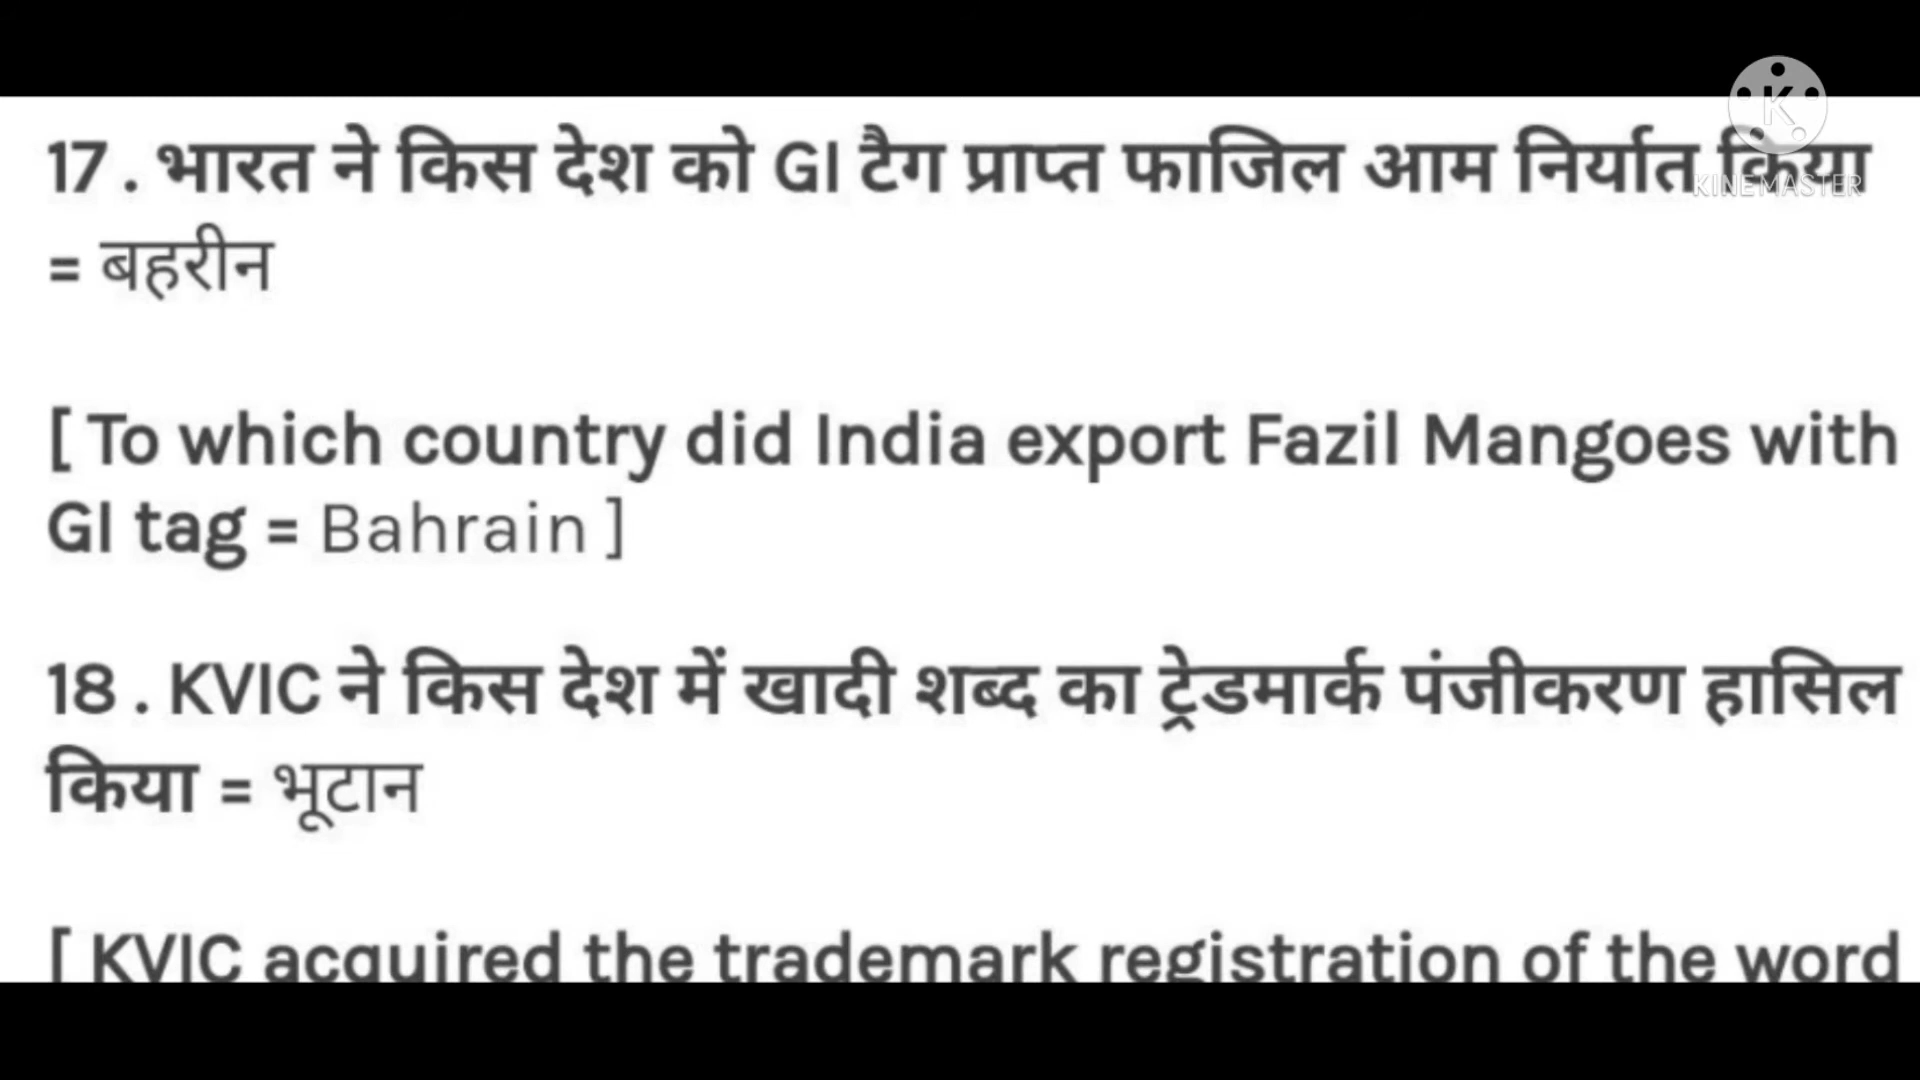 17 . भारत ने किस देश को GI टैग प्राप्त फाजिल आम निर्यात किया
= बहरीन
[ To which country did India export Fazil Mangoes with
GI tag = Bahrain ]
18 . KVIC ने किस देश में खादी शब्द का ट्रेडमार्क पंजीकरण हासिल
किया = भूटान
[ KVIC acquired the trademark registration of the word
K
KINEMASTER